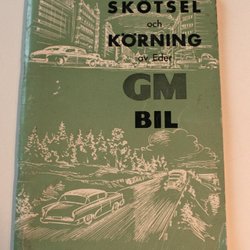 SKÖTSEL
och
KÖRNING
av Eder
GM
BIL